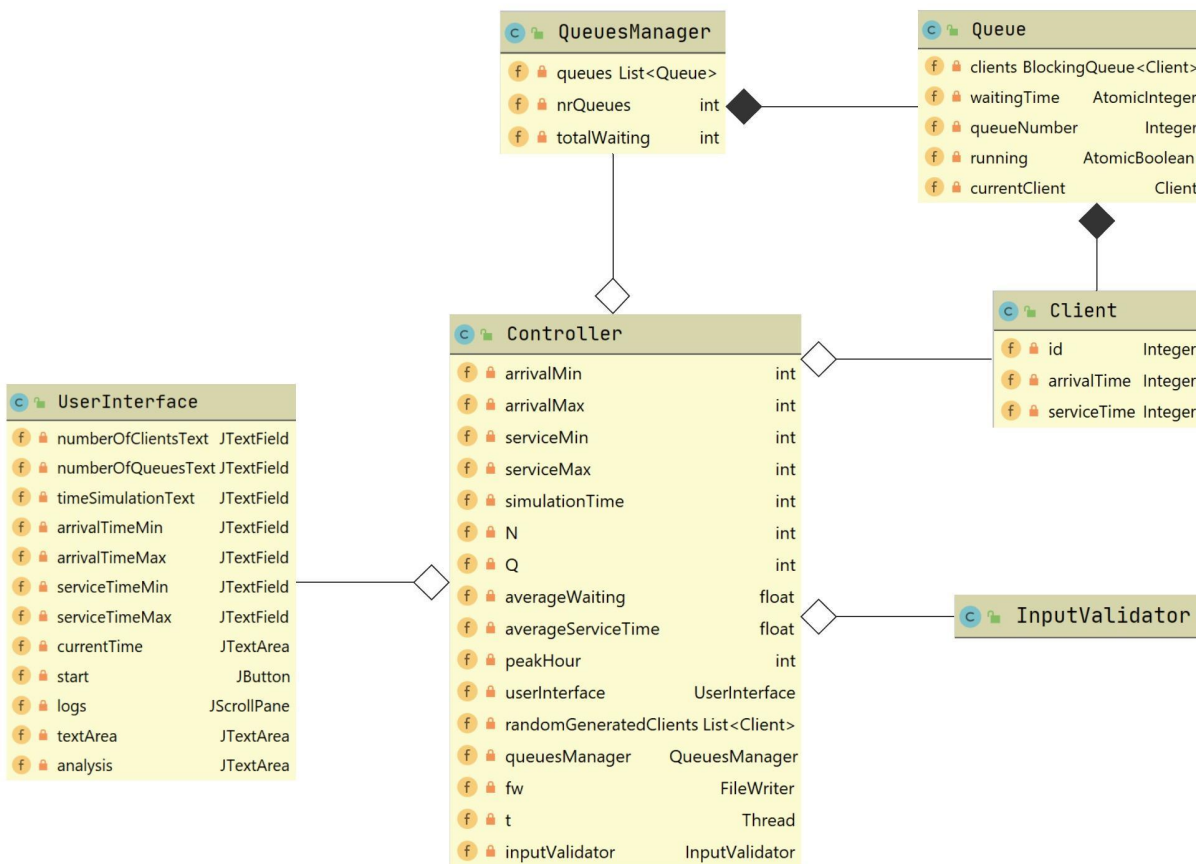 QueuesManager
queues List<Queue>
nrQueues int
totalWaiting int
Queue
clients BlockingQueue<Client>
waitingTime AtomicInteger
queueNumber Integer
running AtomicBoolean
currentClient Client
Client
id Integer
arrivalTime Integer
serviceTime Integer
Controller
arrivalMin int
arrivalMax int
serviceMin int
serviceMax int
simulationTime int
N int
Q int
averageWaiting float
averageServiceTime float
peakHour int
userInterface UserInterface
randomGeneratedClients List<Client>
queuesManager QueuesManager
fw FileWriter
t Thread
inputValidator InputValidator
UserInterface
numberOfClientsText JTextField
numberOfQueuesText JTextField
timeSimulationText JTextField
arrivalTimeMin JTextField
arrivalTimeMax JTextField
serviceTimeMin JTextField
serviceTimeMax JTextField
currentTime JTextArea
start JButton
logs JScrollPane
textArea JTextArea
analysis JTextArea
InputValidator